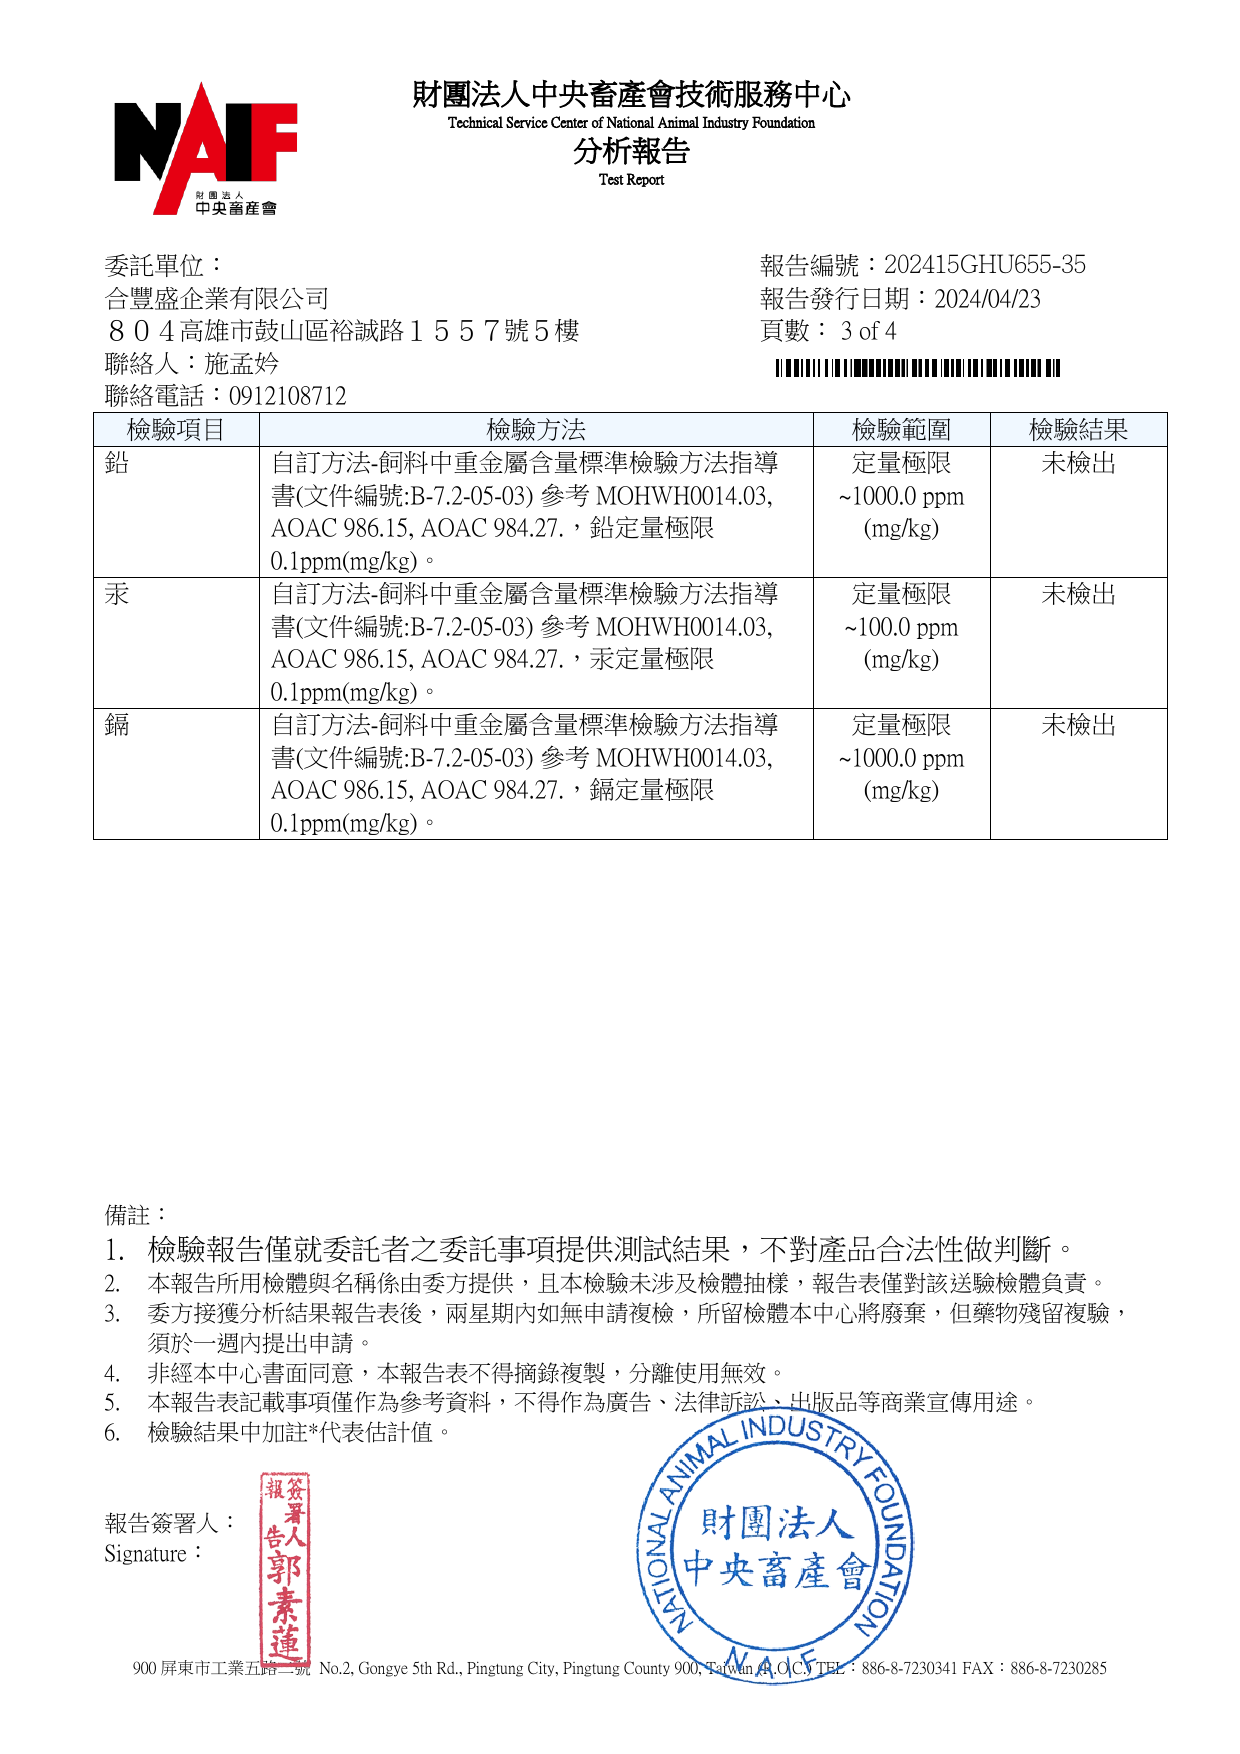 NAIF
財團法人
中央畜產會
財團法人中央畜產會技術服務中心
Technical Service Center of National Animal Industry Foundation
分析報告
Test Report
委託單位：
合豐盛企業有限公司
８０４高雄市鼓山區裕誠路１５５７號５樓
聯絡人：施孟妗
聯絡電話：0912108712
報告編號：202415GHU655-35
報告發行日期：2024/04/23
頁數： 3 of 4
檢驗項目 檢驗方法 檢驗範圍 檢驗結果
鉛 自訂方法-飼料中重金屬含量標準檢驗方法指導 定量極限 未檢出
書(文件編號:B-7.2-05-03) 參考 MOHWH0014.03, ~1000.0 ppm
AOAC 986.15, AOAC 984.27.，鉛定量極限 (mg/kg)
0.1ppm(mg/kg)。
汞 自訂方法-飼料中重金屬含量標準檢驗方法指導 定量極限 未檢出
書(文件編號:B-7.2-05-03) 參考 MOHWH0014.03, ~100.0 ppm
AOAC 986.15, AOAC 984.27.，汞定量極限 (mg/kg)
0.1ppm(mg/kg)。
鎘 自訂方法-飼料中重金屬含量標準檢驗方法指導 定量極限 未檢出
書(文件編號:B-7.2-05-03) 參考 MOHWH0014.03, ~1000.0 ppm
AOAC 986.15, AOAC 984.27.，鎘定量極限 (mg/kg)
0.1ppm(mg/kg)。
備註：
1. 檢驗報告僅就委託者之委託事項提供測試結果，不對產品合法性做判斷。
2. 本報告所用檢體與名稱係由委方提供，且本檢驗未涉及檢體抽樣，報告表僅對該送驗檢體負責。
3. 委方接獲分析結果報告表後，兩星期內如無申請複檢，所留檢體本中心將廢棄，但藥物殘留複驗，
須於一週內提出申請。
4. 非經本中心書面同意，本報告表不得摘錄複製，分離使用無效。
5. 本報告表記載事項僅作為參考資料，不得作為廣告、法律訴訟、出版品等商業宣傳用途。
6. 檢驗結果中加註*代表估計值。
報告簽署人：
Signature：
報告簽署人郭素蓮
NATIONAL ANIMAL INDUSTRY FOUNDATION
財團法人
中央畜產會
NAIF
900 屏東市工業五路二號 No.2, Gongye 5th Rd., Pingtung City, Pingtung County 900, Taiwan (R.O.C.) TEL：886-8-7230341 FAX：886-8-7230285